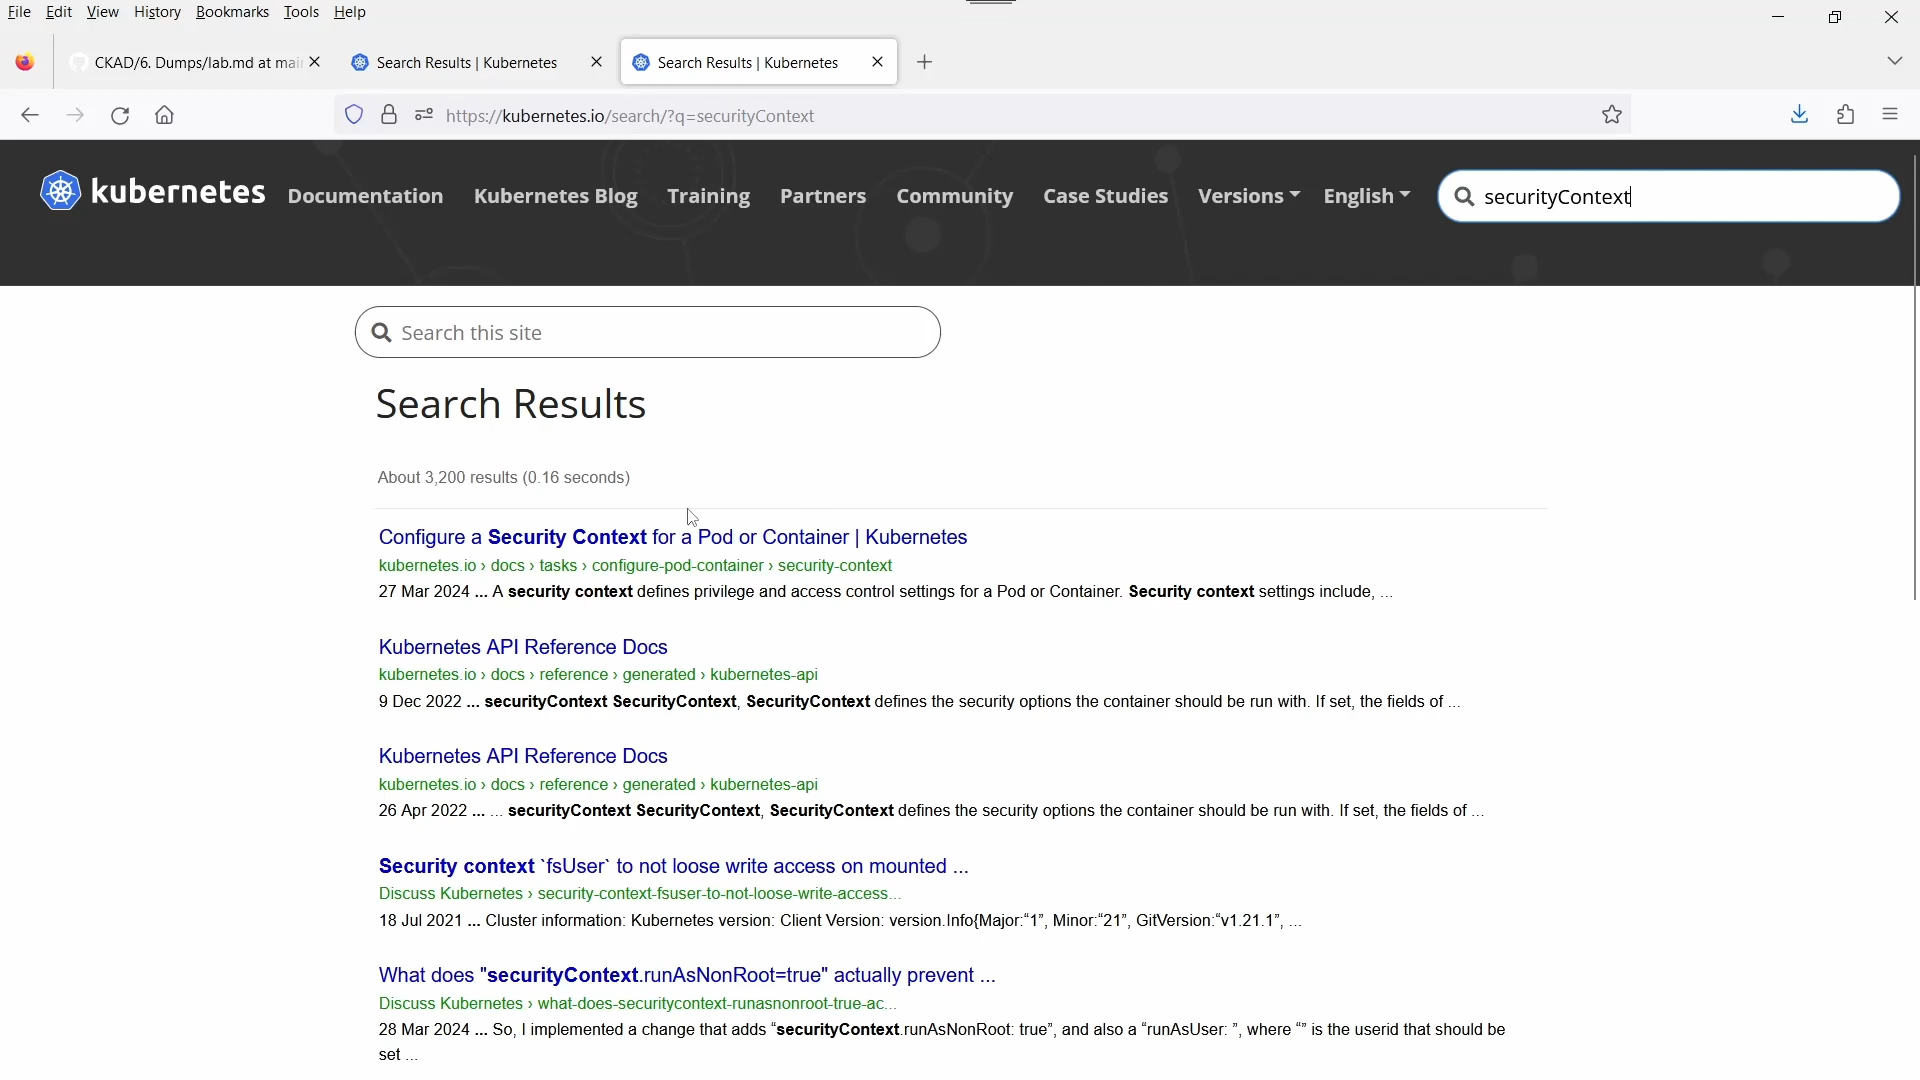 File Edit View History Bookmarks Tools Help
CKAD/6. Dumps/lab.md at mai
Search Results | Kubernetes
Search Results | Kubernetes
https://kubernetes.io/search/?q=securityContext
kubernetes Documentation Kubernetes Blog Training Partners Community Case Studies Versions English securityContext
Search this site
Search Results
About 3,200 results (0.16 seconds)
Configure a Security Context for a Pod or Container | Kubernetes
kubernetes.io › docs › tasks › configure-pod-container › security-context
27 Mar 2024 ... A security context defines privilege and access control settings for a Pod or Container. Security context settings include, ...
Kubernetes API Reference Docs
kubernetes.io › docs › reference › generated › kubernetes-api
9 Dec 2022 ... securityContext SecurityContext, SecurityContext defines the security options the container should be run with. If set, the fields of ...
Kubernetes API Reference Docs
kubernetes.io › docs › reference › generated › kubernetes-api
26 Apr 2022 ... ... securityContext SecurityContext, SecurityContext defines the security options the container should be run with. If set, the fields of ...
Security context `fsUser` to not loose write access on mounted ...
Discuss Kubernetes › security-context-fsuser-to-not-loose-write-access...
18 Jul 2021 ... Cluster information: Kubernetes version: Client Version: version.Info{Major:“1”, Minor:“21”, GitVersion:“v1.21.1”, ...
What does "securityContext.runAsNonRoot=true" actually prevent ...
Discuss Kubernetes › what-does-securitycontext-runasnonroot-true-ac...
28 Mar 2024 ... So, I implemented a change that adds “securityContext.runAsNonRoot: true”, and also a “runAsUser: ”, where “” is the userid that should be
set ...